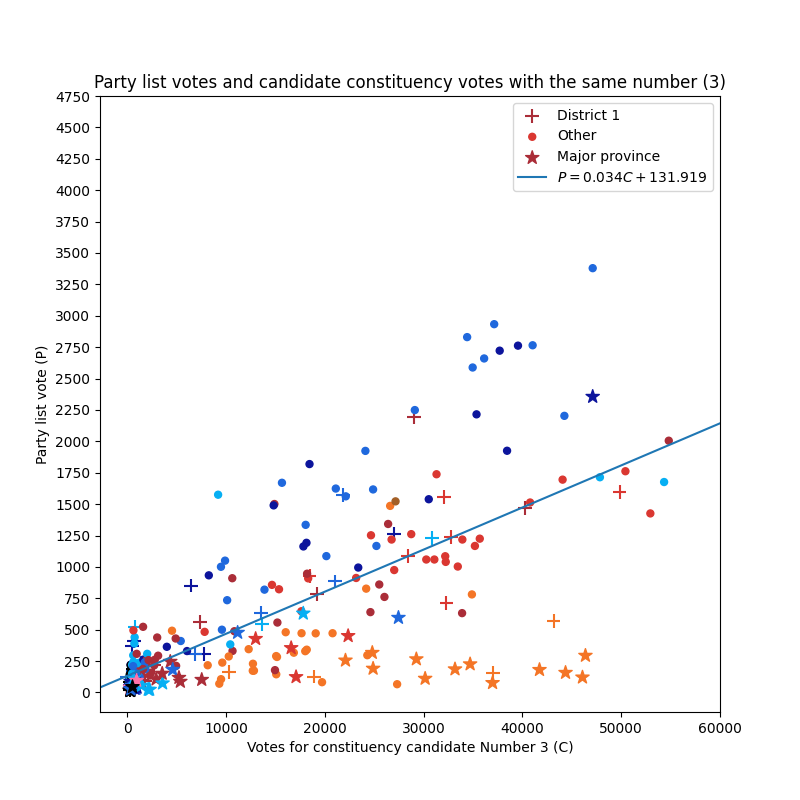 Party list votes and candidate constituency votes with the same number (3)
4750
4500
4250
4000
3750
3500
3250
3000
2750
2500
2250
2000
1750
1500
1250
1000
750
500
250
0
Party list vote (P)
District 1
Other
Major province
P = 0.034C + 131.919
0 10000 20000 30000 40000 50000 60000
Votes for constituency candidate Number 3 (C)